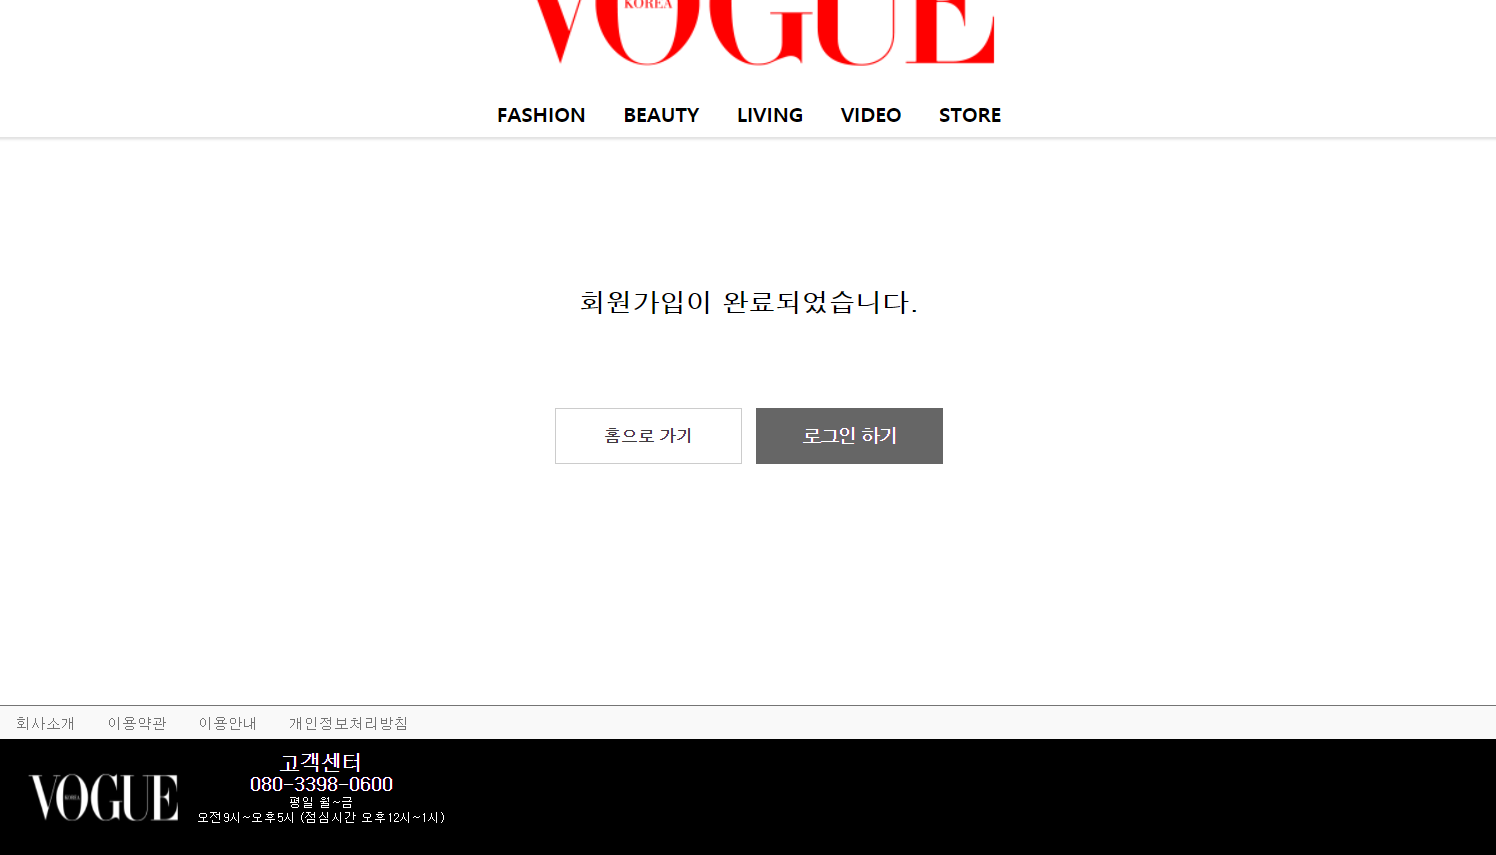 VOGUE
KOREA
FASHION BEAUTY LIVING VIDEO STORE
회원가입이 완료되었습니다.
홈으로 가기 로그인 하기
회사소개 이용약관 이용안내 개인정보처리방침
VOGUE
KOREA
고객센터
080-3398-0600
평일 월~금
오전9시~오후5시 (점심시간 오후12시~1시)